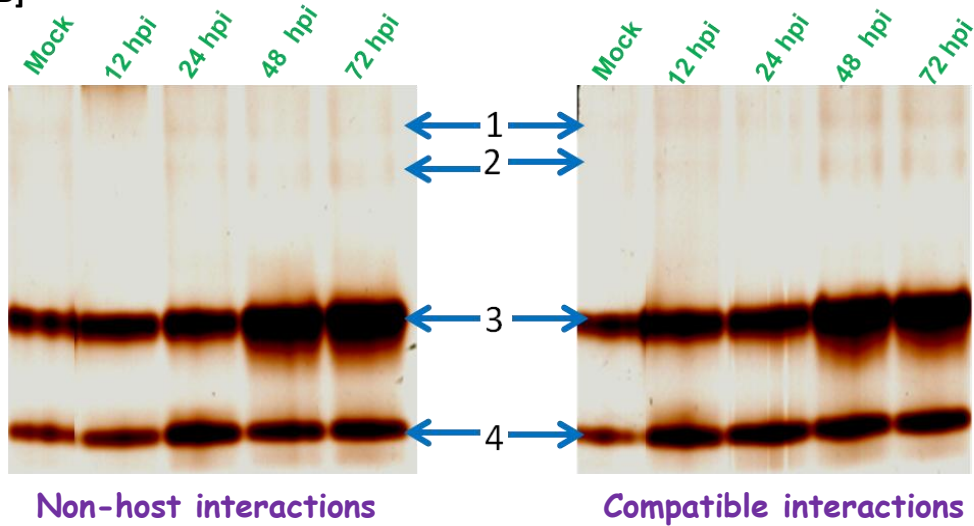 Mock 12 hpi 24 hpi 48 hpi 72 hpi
Mock 12 hpi 24 hpi 48 hpi 72 hpi
1
2
3
4
Non-host interactions
Compatible interactions